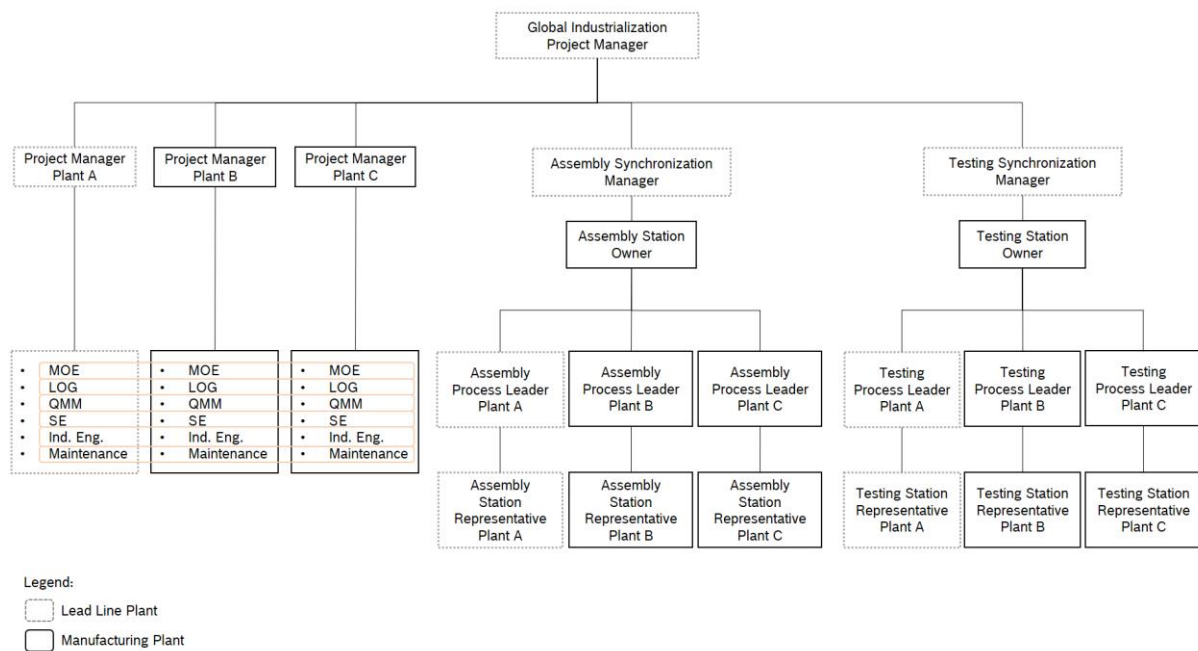 Global Industrialization
Project Manager
Project Manager
Plant A
Project Manager
Plant B
Project Manager
Plant C
Assembly Synchronization
Manager
Testing Synchronization
Manager
Assembly Station
Owner
Testing Station
Owner
• MOE
• LOG
• QMM
• SE
• Ind. Eng.
• Maintenance
• MOE
• LOG
• QMM
• SE
• Ind. Eng.
• Maintenance
• MOE
• LOG
• QMM
• SE
• Ind. Eng.
• Maintenance
Assembly
Process Leader
Plant A
Assembly
Process Leader
Plant B
Assembly
Process Leader
Plant C
Testing
Process Leader
Plant A
Testing
Process Leader
Plant B
Testing
Process Leader
Plant C
Assembly
Station
Representative
Plant A
Assembly
Station
Representative
Plant B
Assembly
Station
Representative
Plant C
Testing Station
Representative
Plant A
Testing Station
Representative
Plant B
Testing Station
Representative
Plant C
Legend:
Lead Line Plant
Manufacturing Plant